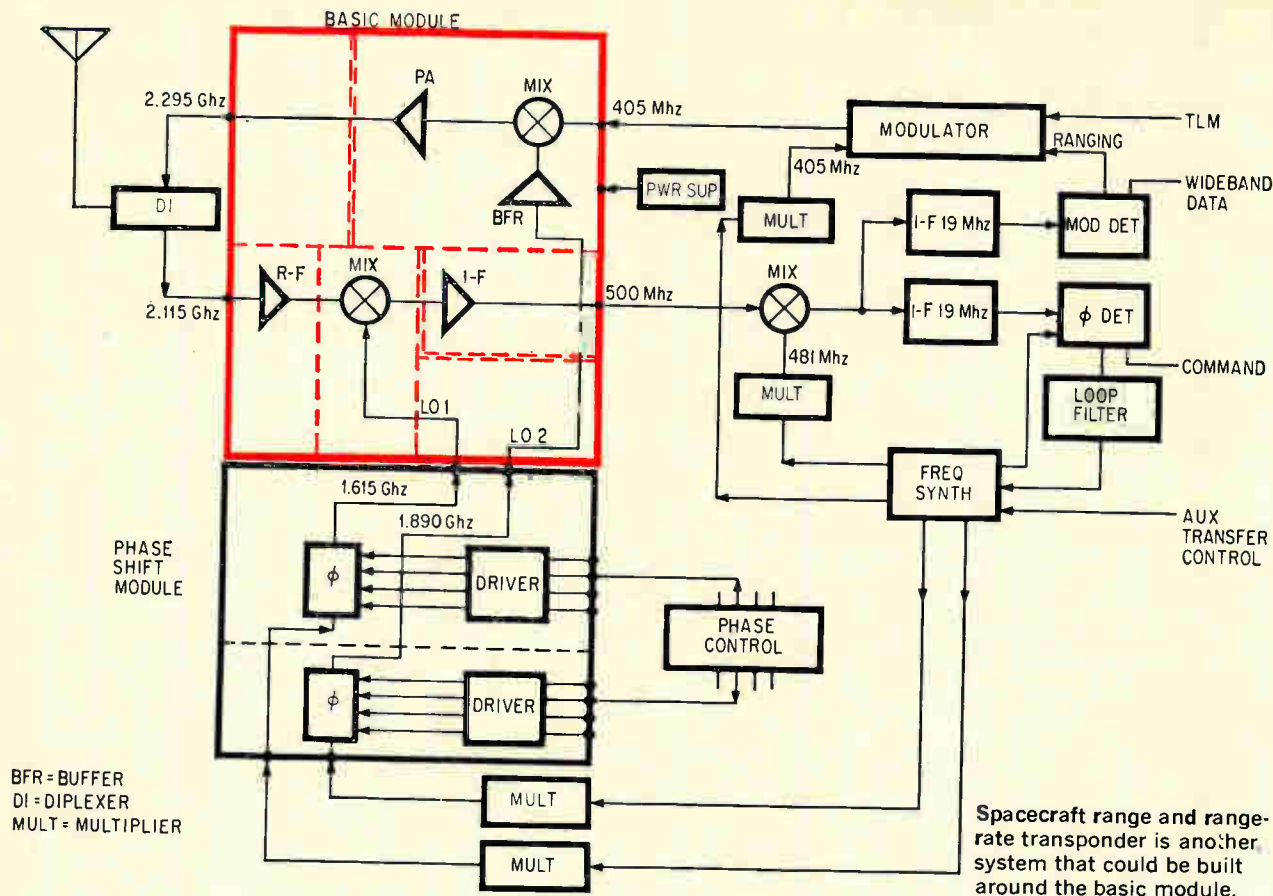 BASIC MODULE
PA
MIX
2.295 Ghz
405 Mhz
MODULATOR
TLM
RANGING
405 Mhz
WIDEBAND
DATA
DI
BFR
PWR SUP
MULT
I-F 19 Mhz
MOD DET
R-F
MIX
I-F
500 Mhz
MIX
2.115 Ghz
I-F 19 Mhz
φ DET
481 Mhz
MULT
COMMAND
LOOP
FILTER
LO 1
LO 2
FREQ
SYNTH
1.615 Ghz
1.890 Ghz
AUX
TRANSFER
CONTROL
PHASE
SHIFT
MODULE
φ
DRIVER
PHASE
CONTROL
φ
DRIVER
BFR = BUFFER
DI = DIPLEXER
MULT = MULTIPLIER
MULT
MULT
Spacecraft range and range-
rate transponder is another
system that could be built
around the basic module.